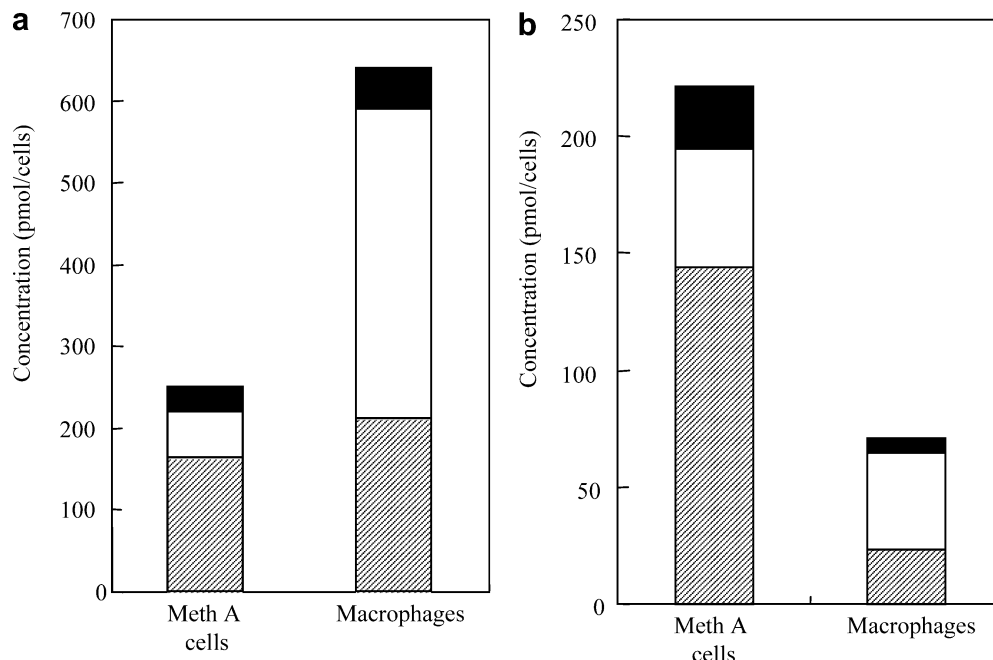 a
700
600
500
400
300
200
100
0
Concentration (pmol/cells)
Meth A
cells
Macrophages
b
250
200
150
100
50
0
Concentration (pmol/cells)
Meth A
cells
Macrophages